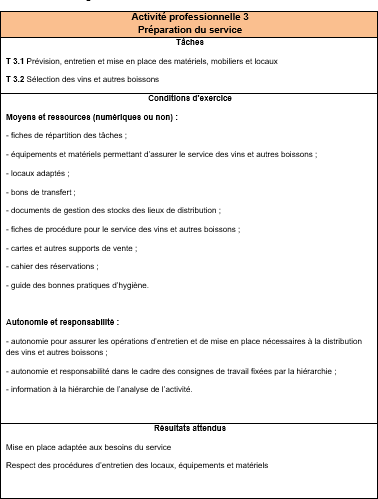 Activité professionnelle 3
Préparation du service
Tâches
T 3.1 Prévision, entretien et mise en place des matériels, mobiliers et locaux
T 3.2 Sélection des vins et autres boissons
Conditions d'exercice
Moyens et ressources (numériques ou non) :
- fiches de répartition des tâches ;
- équipements et matériels permettant d'assurer le service des vins et autres boissons ;
- locaux adaptés ;
- bons de transfert ;
- documents de gestion des stocks des lieux de distribution ;
- fiches de procédure pour le service des vins et autres boissons ;
- cartes et autres supports de vente ;
- cahier des réservations ;
- guide des bonnes pratiques d'hygiène.
Autonomie et responsabilité :
- autonomie pour assurer les opérations d'entretien et de mise en place nécessaires à la distribution
des vins et autres boissons ;
- autonomie et responsabilité dans le cadre des consignes de travail fixées par la hiérarchie ;
- information à la hiérarchie de l'analyse de l'activité.
Résultats attendus
Mise en place adaptée aux besoins du service
Respect des procédures d'entretien des locaux, équipements et matériels